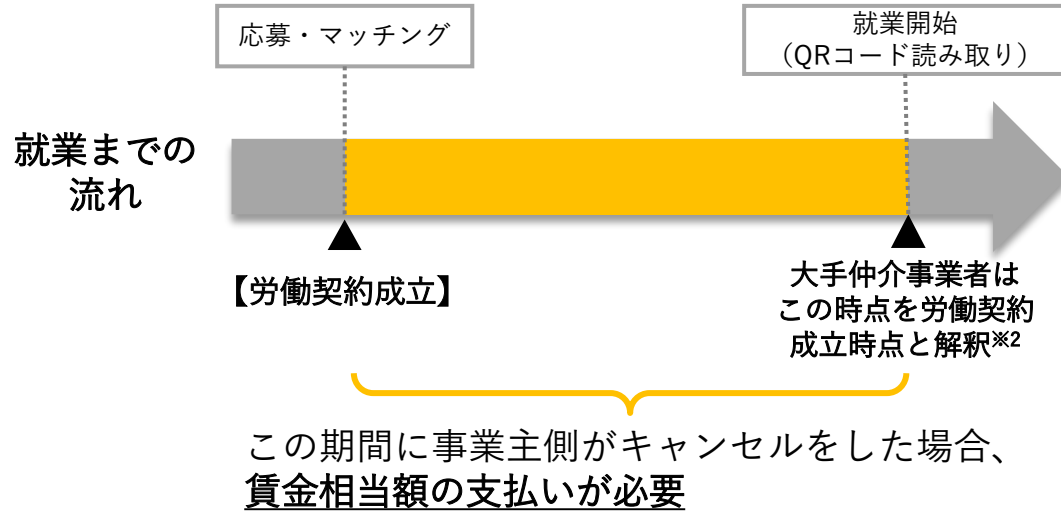 応募・マッチング
就業開始
（QRコード読み取り）
就業までの
流れ
【労働契約成立】
大手仲介事業者は
この時点を労働契約
成立時点と解釈※2
この期間に事業主側がキャンセルをした場合、
賃金相当額の支払いが必要